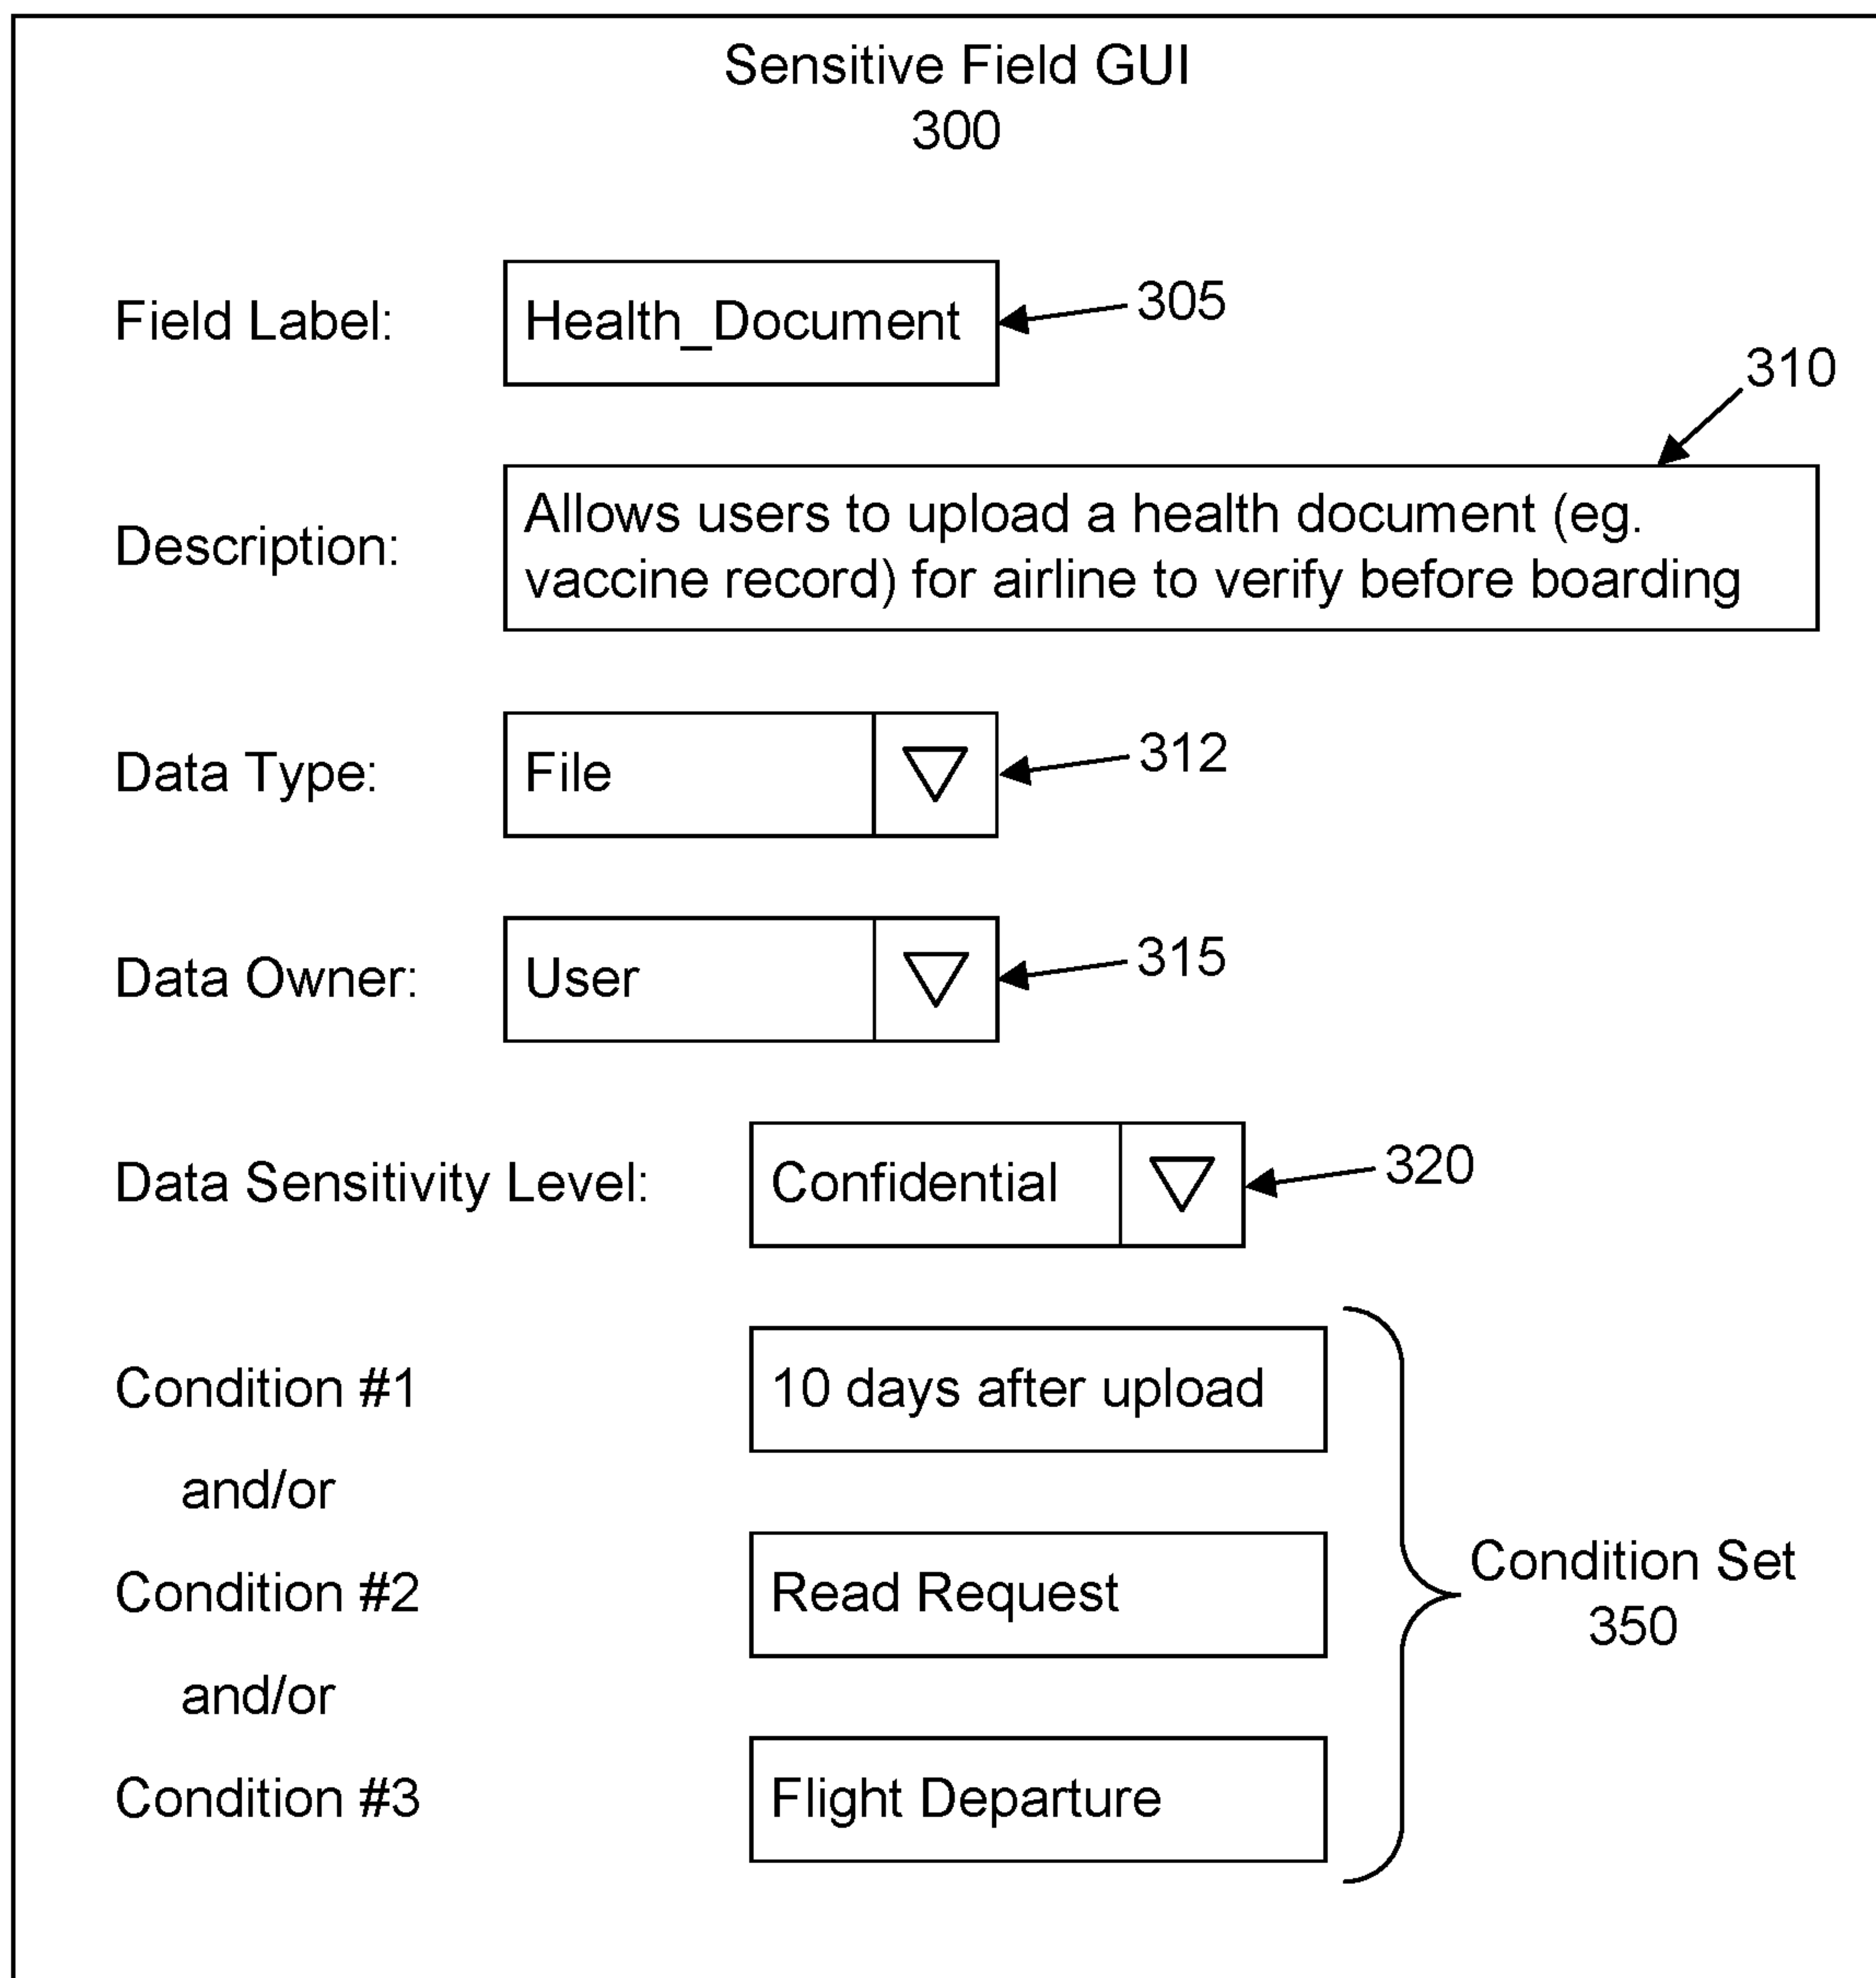 Sensitive Field GUI
300
Field Label:
Health_Document
305
310
Description:
Allows users to upload a health document (eg.
vaccine record) for airline to verify before boarding
Data Type:
File
312
Data Owner:
User
315
Data Sensitivity Level:
Confidential
320
Condition #1
10 days after upload
and/or
Condition #2
Read Request
and/or
Condition #3
Flight Departure
Condition Set
350